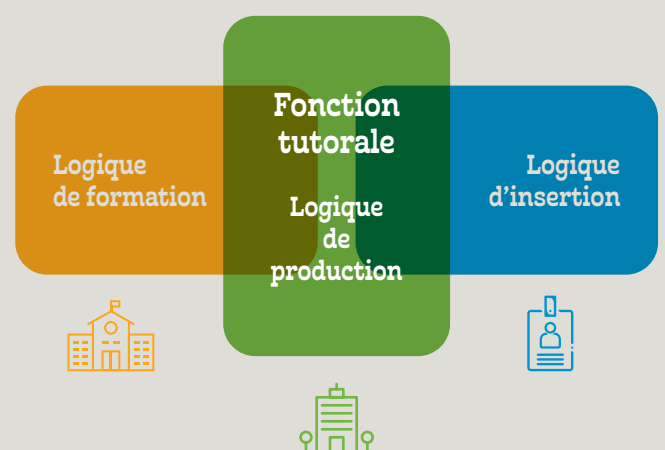 Fonction
tutorale
Logique
de formation
Logique
de
production
Logique
d'insertion